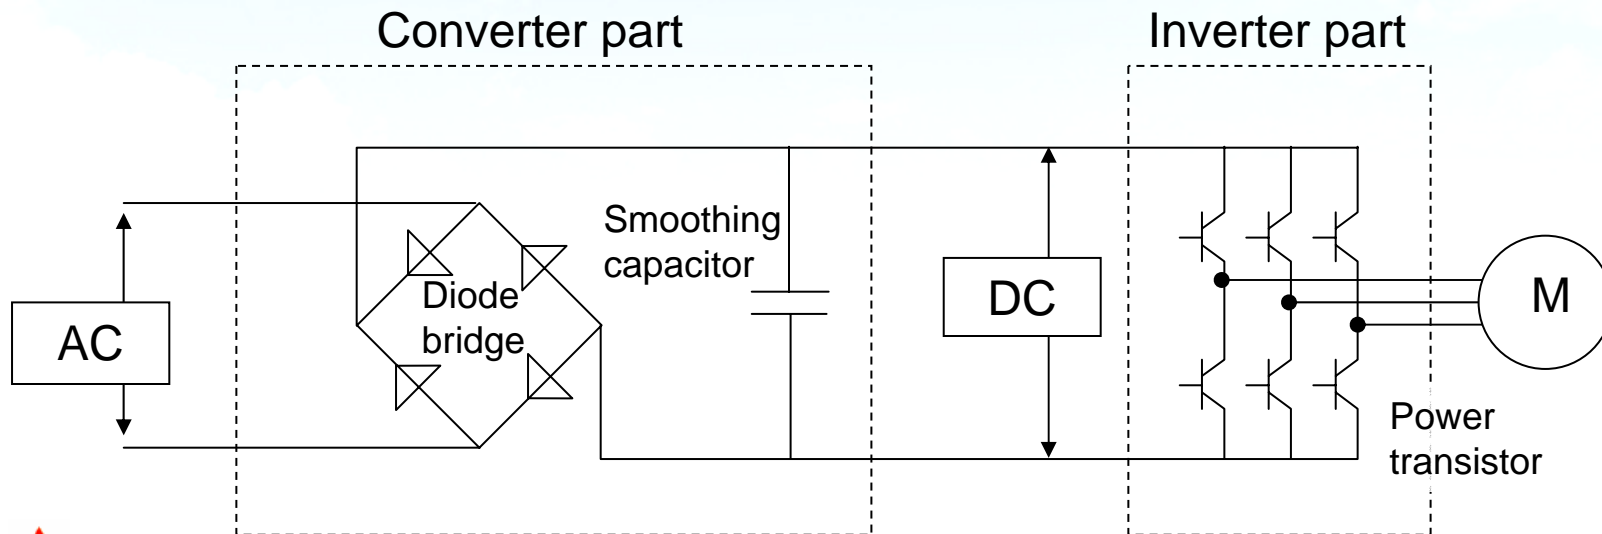 Converter part
Inverter part
Smoothing
capacitor
Diode
bridge
AC
DC
M
Power
transistor